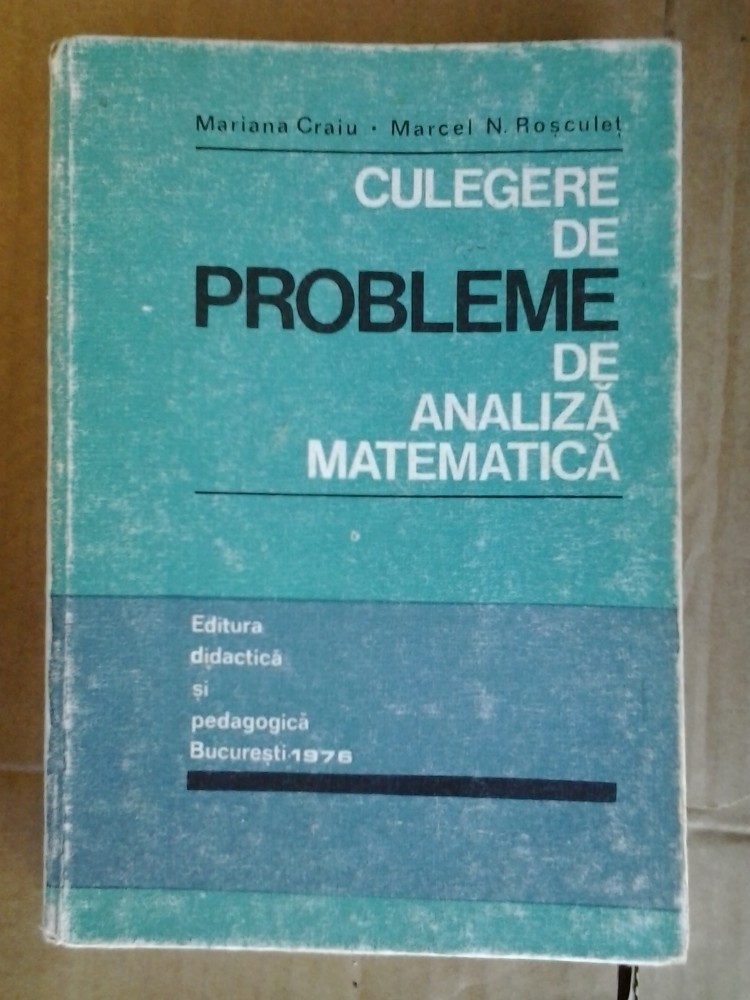 Mariana Craiu • Marcel N. Roșculeț
CULEGERE
DE
PROBLEME
DE
ANALIZĂ
MATEMATICĂ
Editura
didactică
și
pedagogică
București-1976